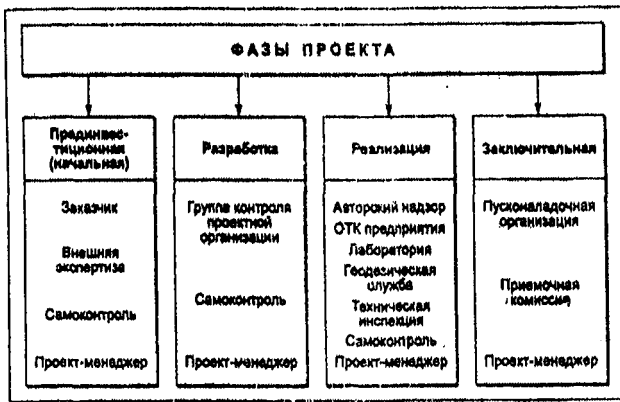 ФАЗЫ ПРОЕКТА
Прединвес-
тиционная
(начальная)
Заказчик
Внешняя
экспертиза
Самоконтроль
Проект-менеджер
Разработка
Группа контроля
проектной
организации
Самоконтроль
Проект-менеджер
Реализация
Авторский надзор
ОТК предприятия
Лаборатория
Геодезическая
служба
Техническая
инспекция
Самоконтроль
Проект-менеджер
Заключительная
Пусконаладочная
организация
Приемочная
комиссия
Проект-менеджер